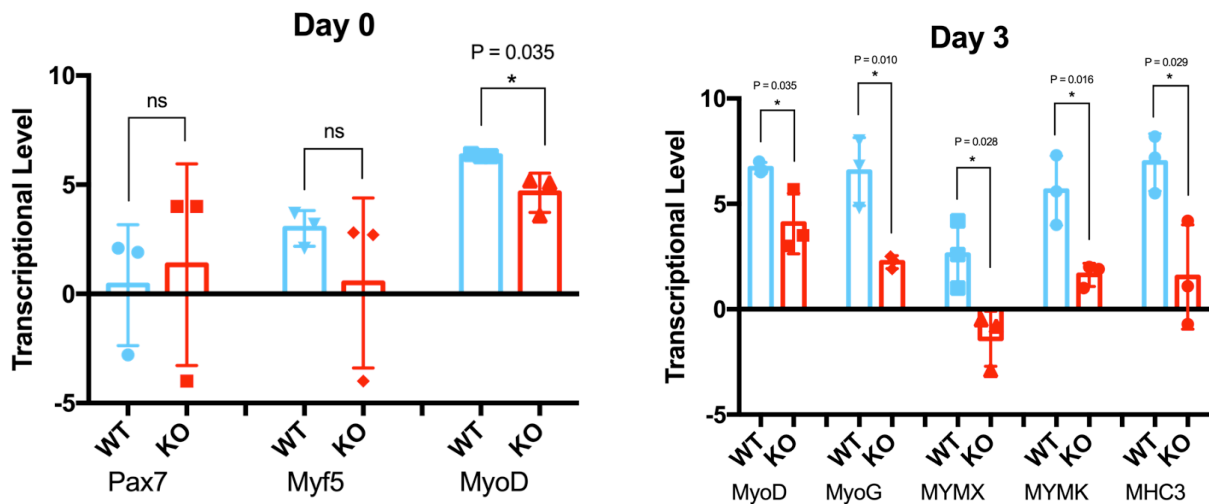 Day 0
P = 0.035
*
ns
ns
10
5
0
-5
Transcriptional Level
WT KO WT KO WT KO
Pax7 Myf5 MyoD
Day 3
P = 0.035
*
P = 0.010
*
P = 0.028
*
P = 0.016
*
P = 0.029
*
10
5
0
-5
Transcriptional Level
WT KO WT KO WT KO WT KO WT KO
MyoD MyoG MYMX MYMK MHC3